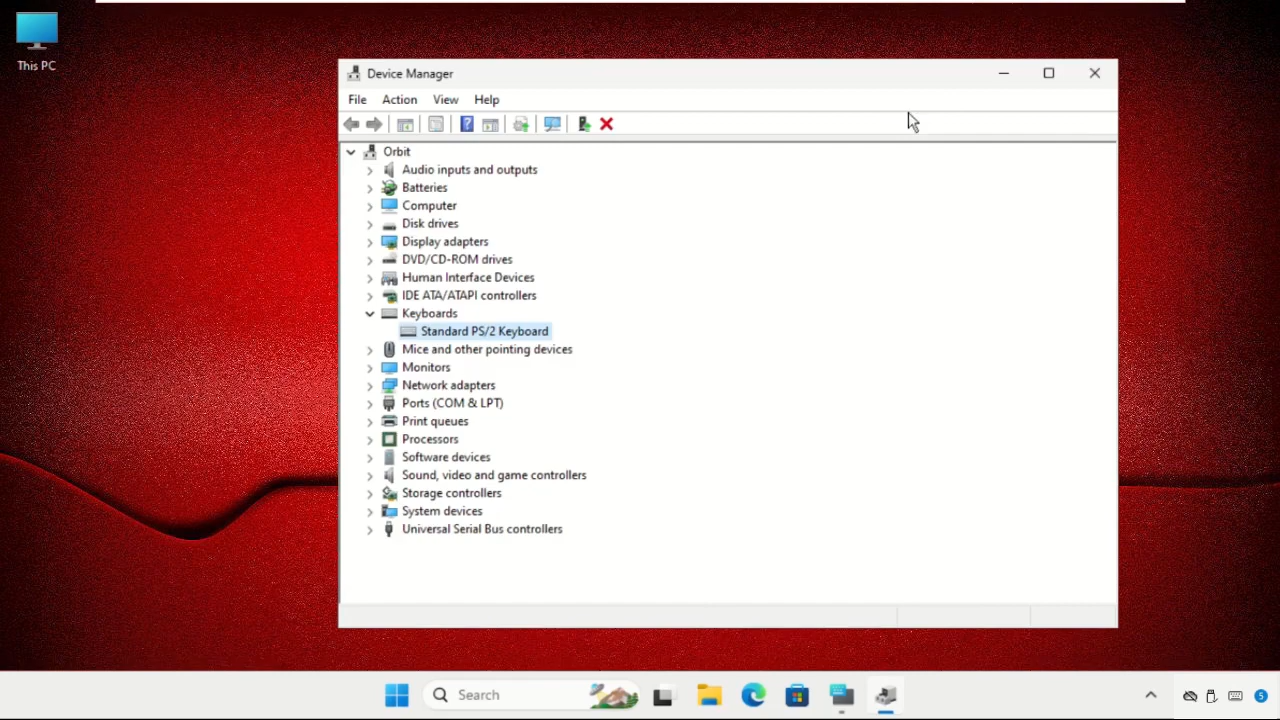 This PC
Device Manager
File Action View Help
Orbit
Audio inputs and outputs
Batteries
Computer
Disk drives
Display adapters
DVD/CD-ROM drives
Human Interface Devices
IDE ATA/ATAPI controllers
Keyboards
Standard PS/2 Keyboard
Mice and other pointing devices
Monitors
Network adapters
Ports (COM & LPT)
Print queues
Processors
Software devices
Sound, video and game controllers
Storage controllers
System devices
Universal Serial Bus controllers
Search
5